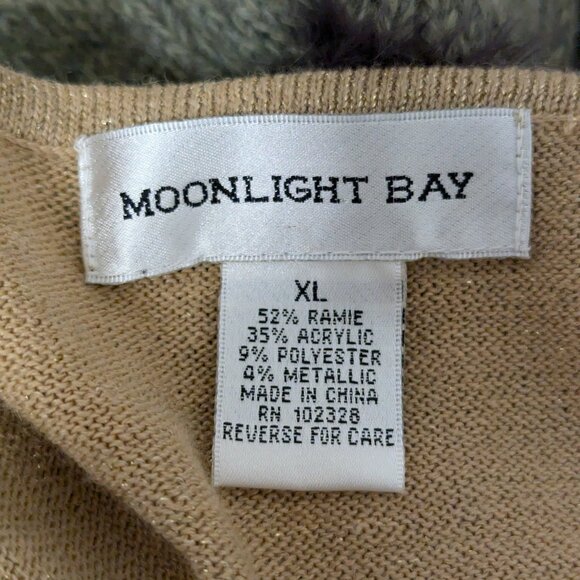 MOONLIGHT BAY
XL
52% RAMIE
35% ACRYLIC
9% POLYESTER
4% METALLIC
MADE IN CHINA
RN 102328
REVERSE FOR CARE